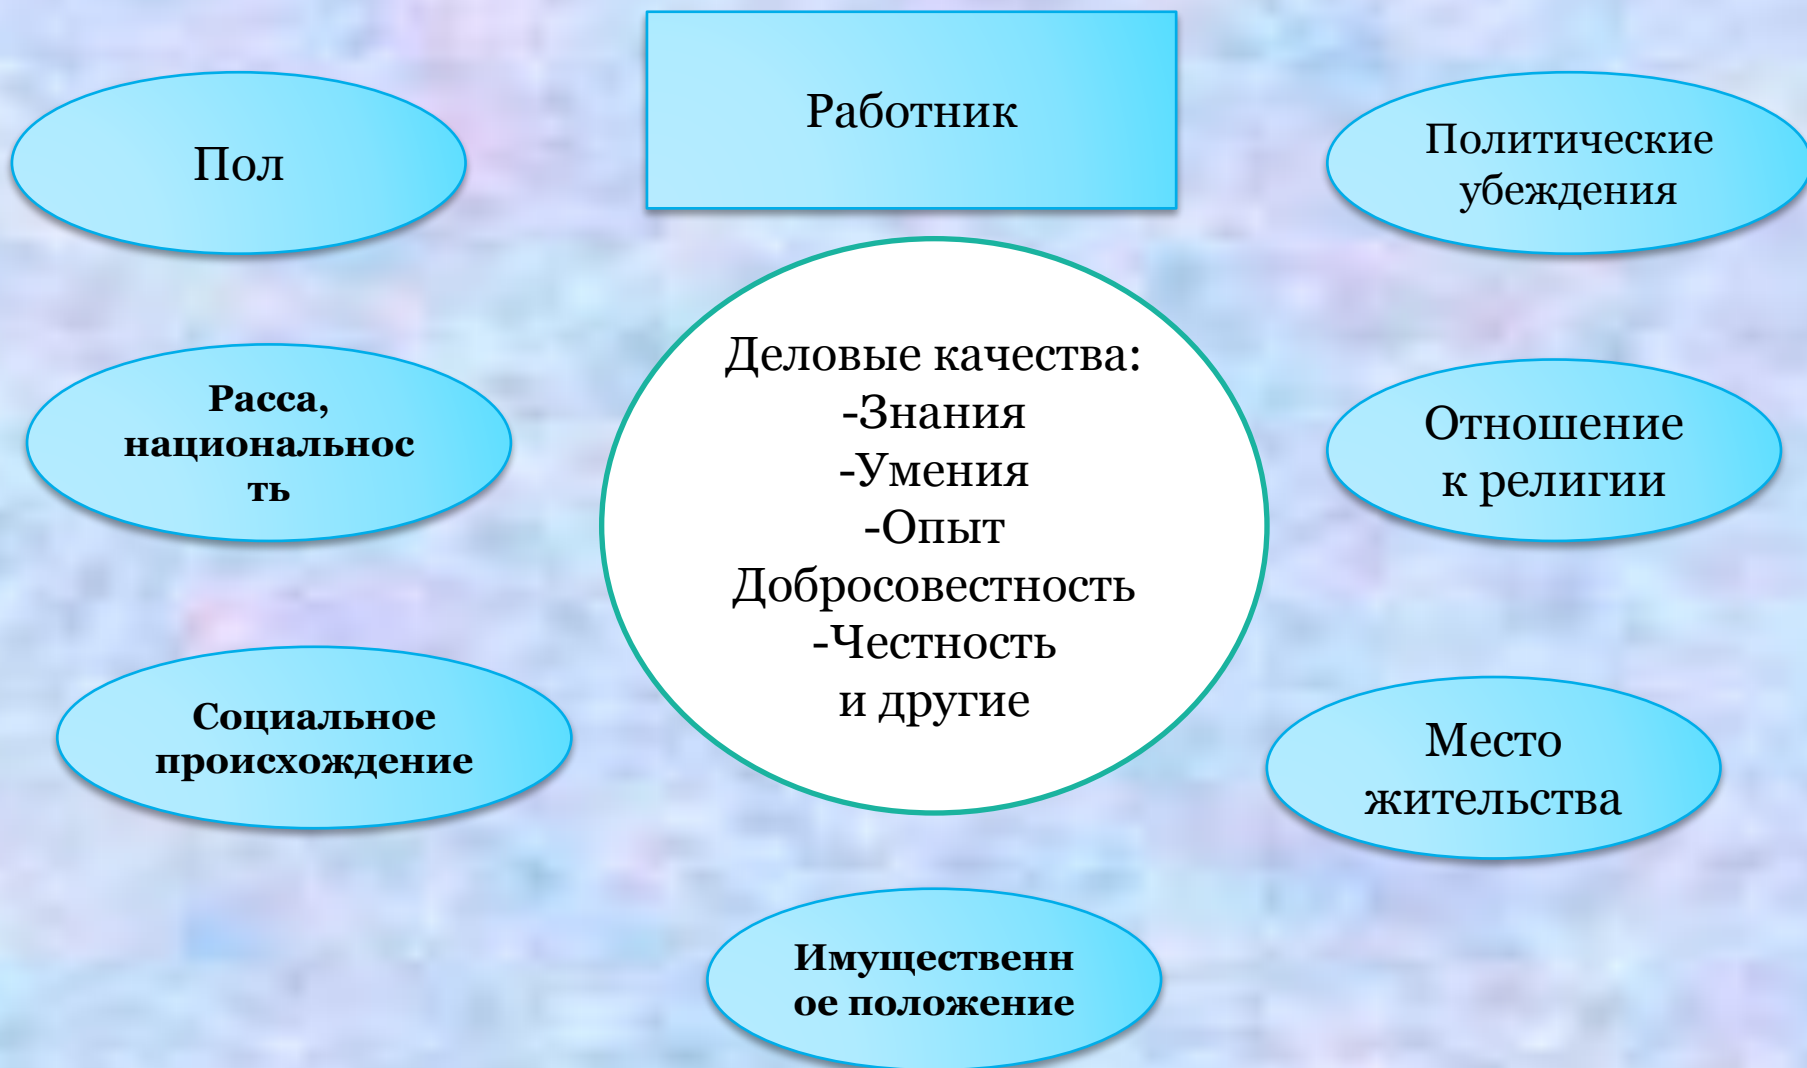 Работник
Пол
Политические
убеждения
Расса,
национальнос
ть
Деловые качества:
-Знания
-Умения
-Опыт
Добросовестность
-Честность
и другие
Отношение
к религии
Социальное
происхождение
Место
жительства
Имущественн
ое положение